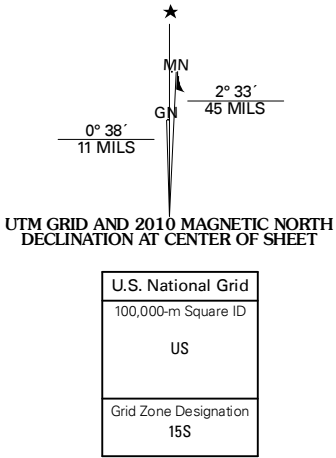 ★
MN
GN
2° 33´
45 MILS
0° 38´
11 MILS
UTM GRID AND 2010 MAGNETIC NORTH
DECLINATION AT CENTER OF SHEET
U.S. National Grid
100,000-m Square ID
US
Grid Zone Designation
15S